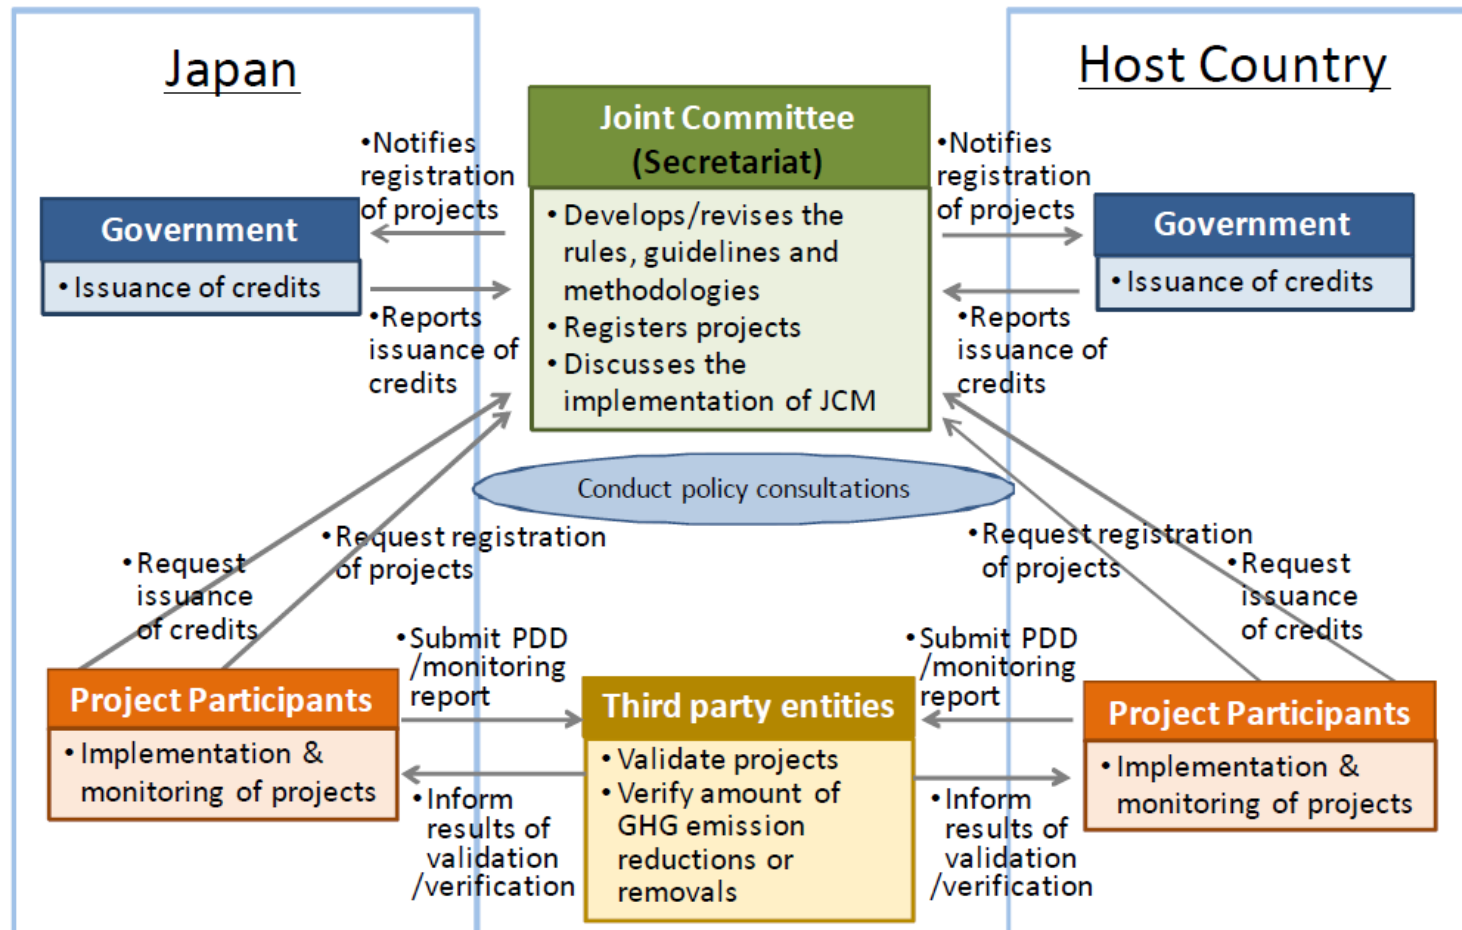 Japan
Host Country
Joint Committee
(Secretariat)
• Develops/revises the
rules, guidelines and
methodologies
• Registers projects
• Discusses the
implementation of JCM
•Notifies
registration
of projects
•Notifies
registration
of projects
Government
• Issuance of credits
Government
• Issuance of credits
•Reports
issuance of
credits
•Reports
issuance of
credits
Conduct policy consultations
•Request registration
of projects
•Request
issuance
of credits
•Request registration
of projects
•Request
issuance
of credits
•Submit PDD
/monitoring
report
•Submit PDD
/monitoring
report
Project Participants
• Implementation &
monitoring of projects
Third party entities
• Validate projects
• Verify amount of
GHG emission
reductions or
removals
Project Participants
• Implementation &
monitoring of projects
•Inform
results of
validation
/verification
•Inform
results of
validation
/verification